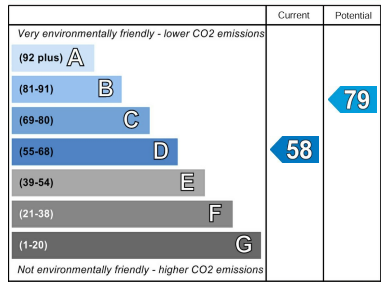 Current Potential
Very environmentally friendly - lower CO2 emissions
(92 plus) A
(81-91) B
(69-80) C
(55-68) D
(39-54) E
(21-38) F
(1-20) G
79
58
Not environmentally friendly - higher CO2 emissions